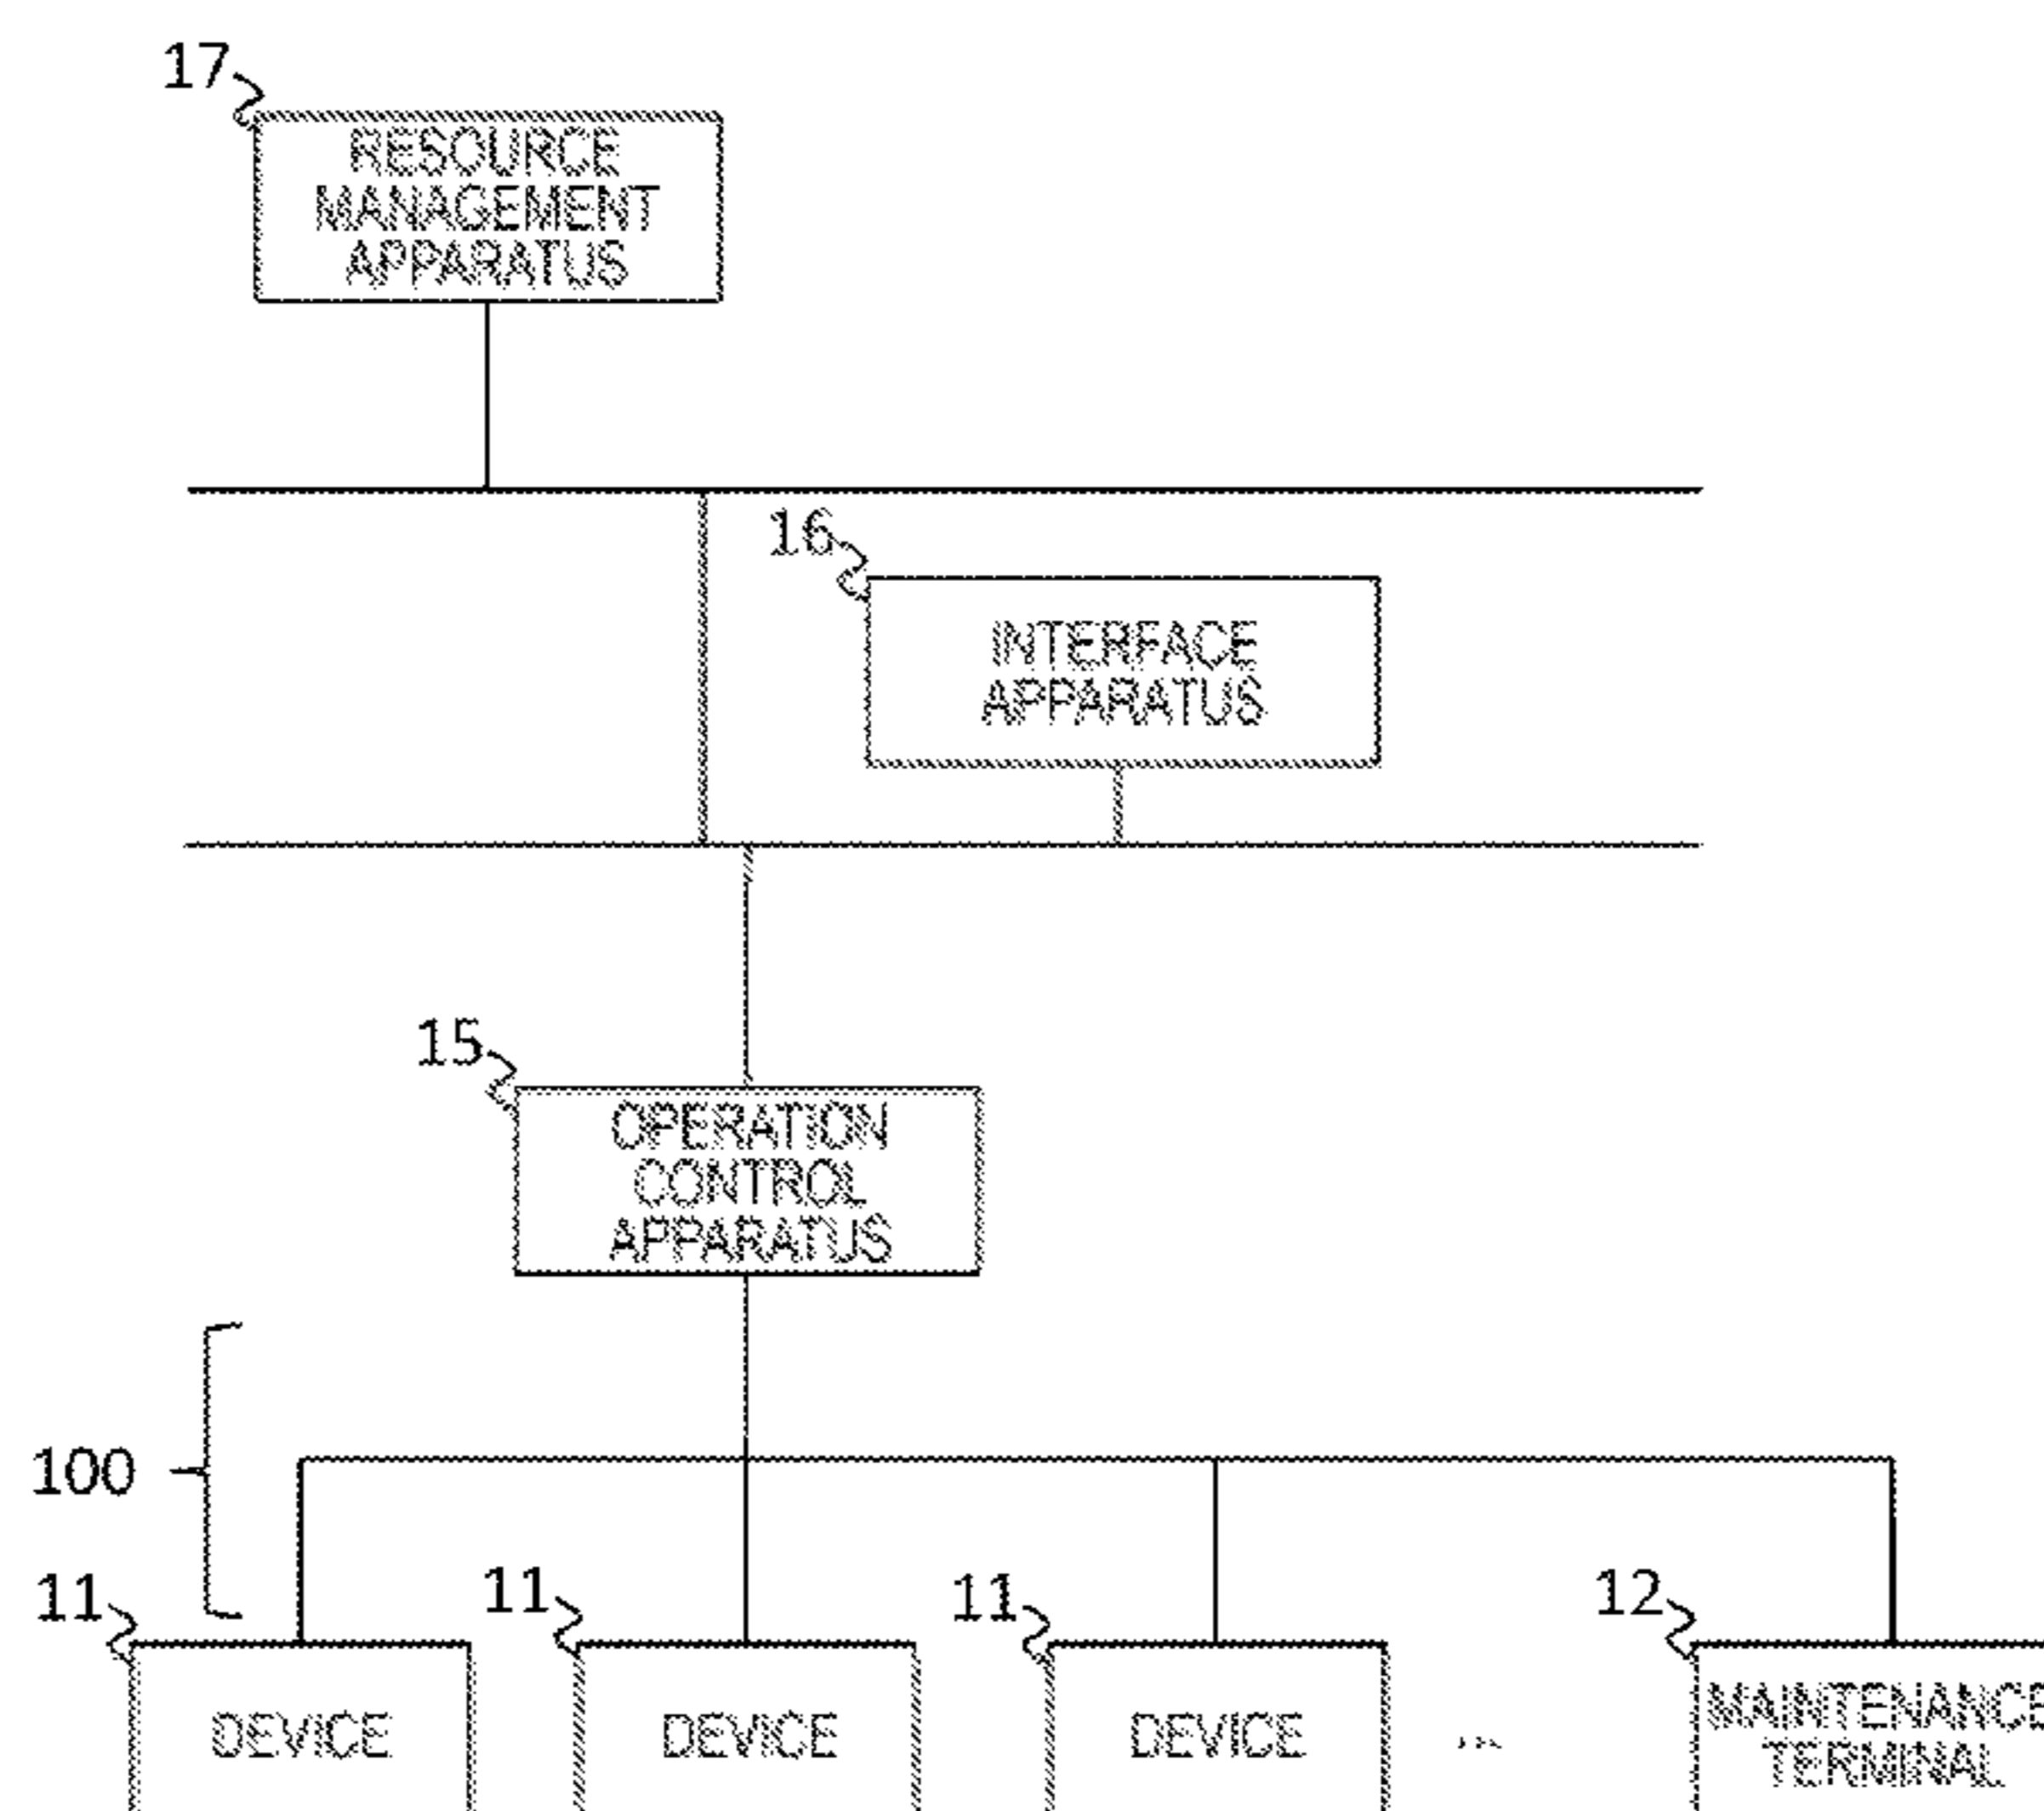 17
RESOURCE
MANAGEMENT
APPARATUS
16
INTERFACE
APPARATUS
15
OPERATION
CONTROL
APPARATUS
100
11
11
11
12
DEVICE
DEVICE
DEVICE
...
MAINTENANCE
TERMINAL